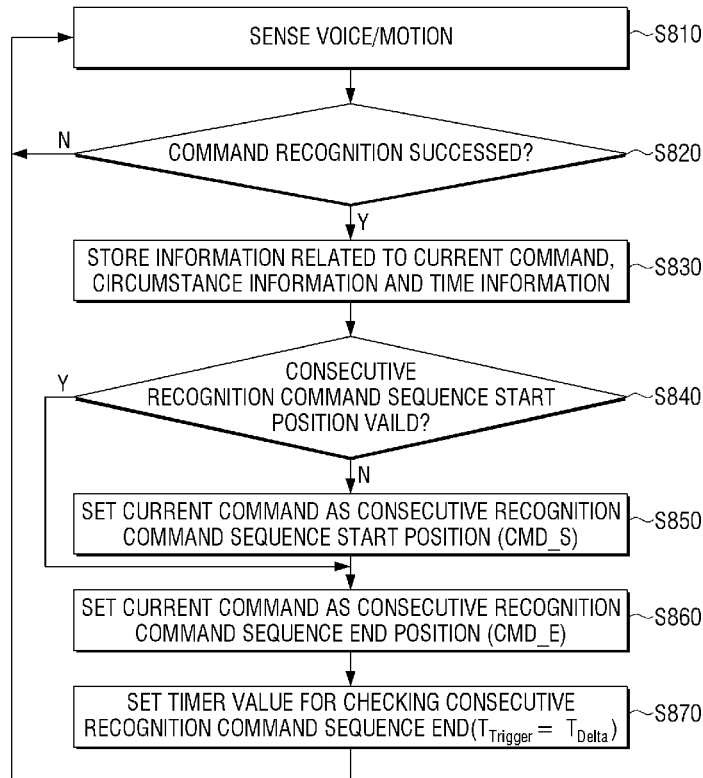 SENSE VOICE/MOTION
S810
N
COMMAND RECOGNITION SUCCESSED?
S820
Y
STORE INFORMATION RELATED TO CURRENT COMMAND,
CIRCUMSTANCE INFORMATION AND TIME INFORMATION
S830
Y
CONSECUTIVE
RECOGNITION COMMAND SEQUENCE START
POSITION VAILD?
S840
N
SET CURRENT COMMAND AS CONSECUTIVE RECOGNITION
COMMAND SEQUENCE START POSITION (CMD_S)
S850
SET CURRENT COMMAND AS CONSECUTIVE RECOGNITION
COMMAND SEQUENCE END POSITION (CMD_E)
S860
SET TIMER VALUE FOR CHECKING CONSECUTIVE
RECOGNITION COMMAND SEQUENCE END(TTrigger = TDelta)
S870